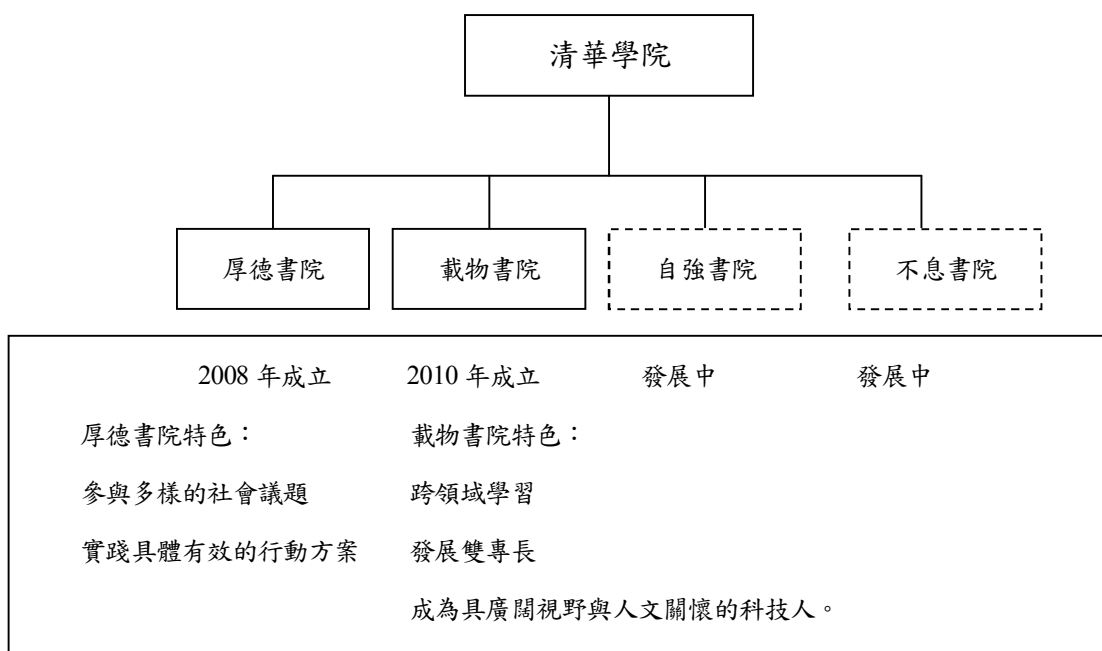 清華學院
厚德書院 載物書院 自強書院 不息書院
2008 年成立 2010 年成立 發展中 發展中
厚德書院特色： 載物書院特色：
參與多樣的社會議題 跨領域學習
實踐具體有效的行動方案 發展雙專長
成為具廣闊視野與人文關懷的科技人。